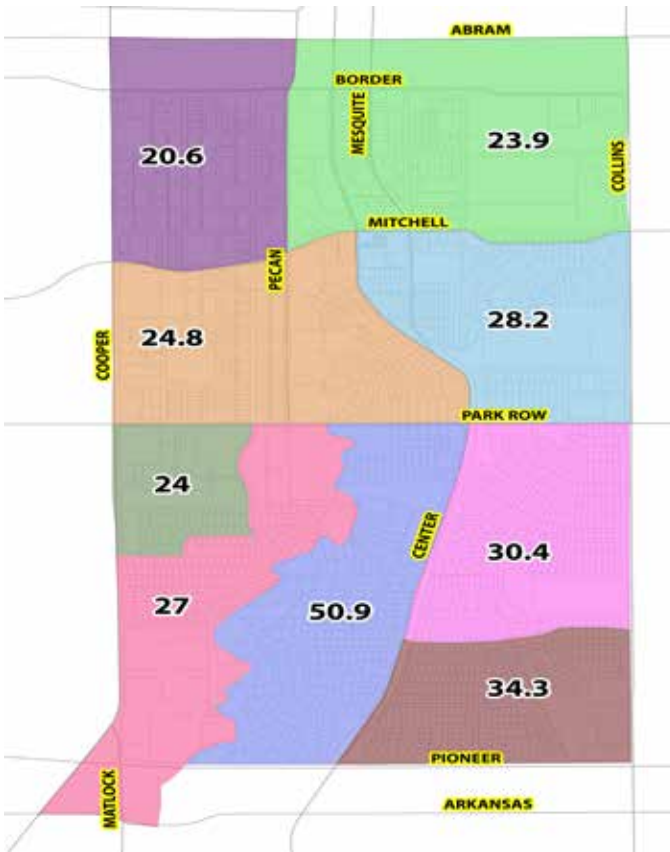 ABRAM
BORDER
MESQUITE
20.6
23.9
COLLINS
MITCHELL
PECAN
28.2
24.8
COOPER
PARK ROW
24
CENTER
30.4
27
50.9
34.3
PIONEER
MATLOCK
ARKANSAS